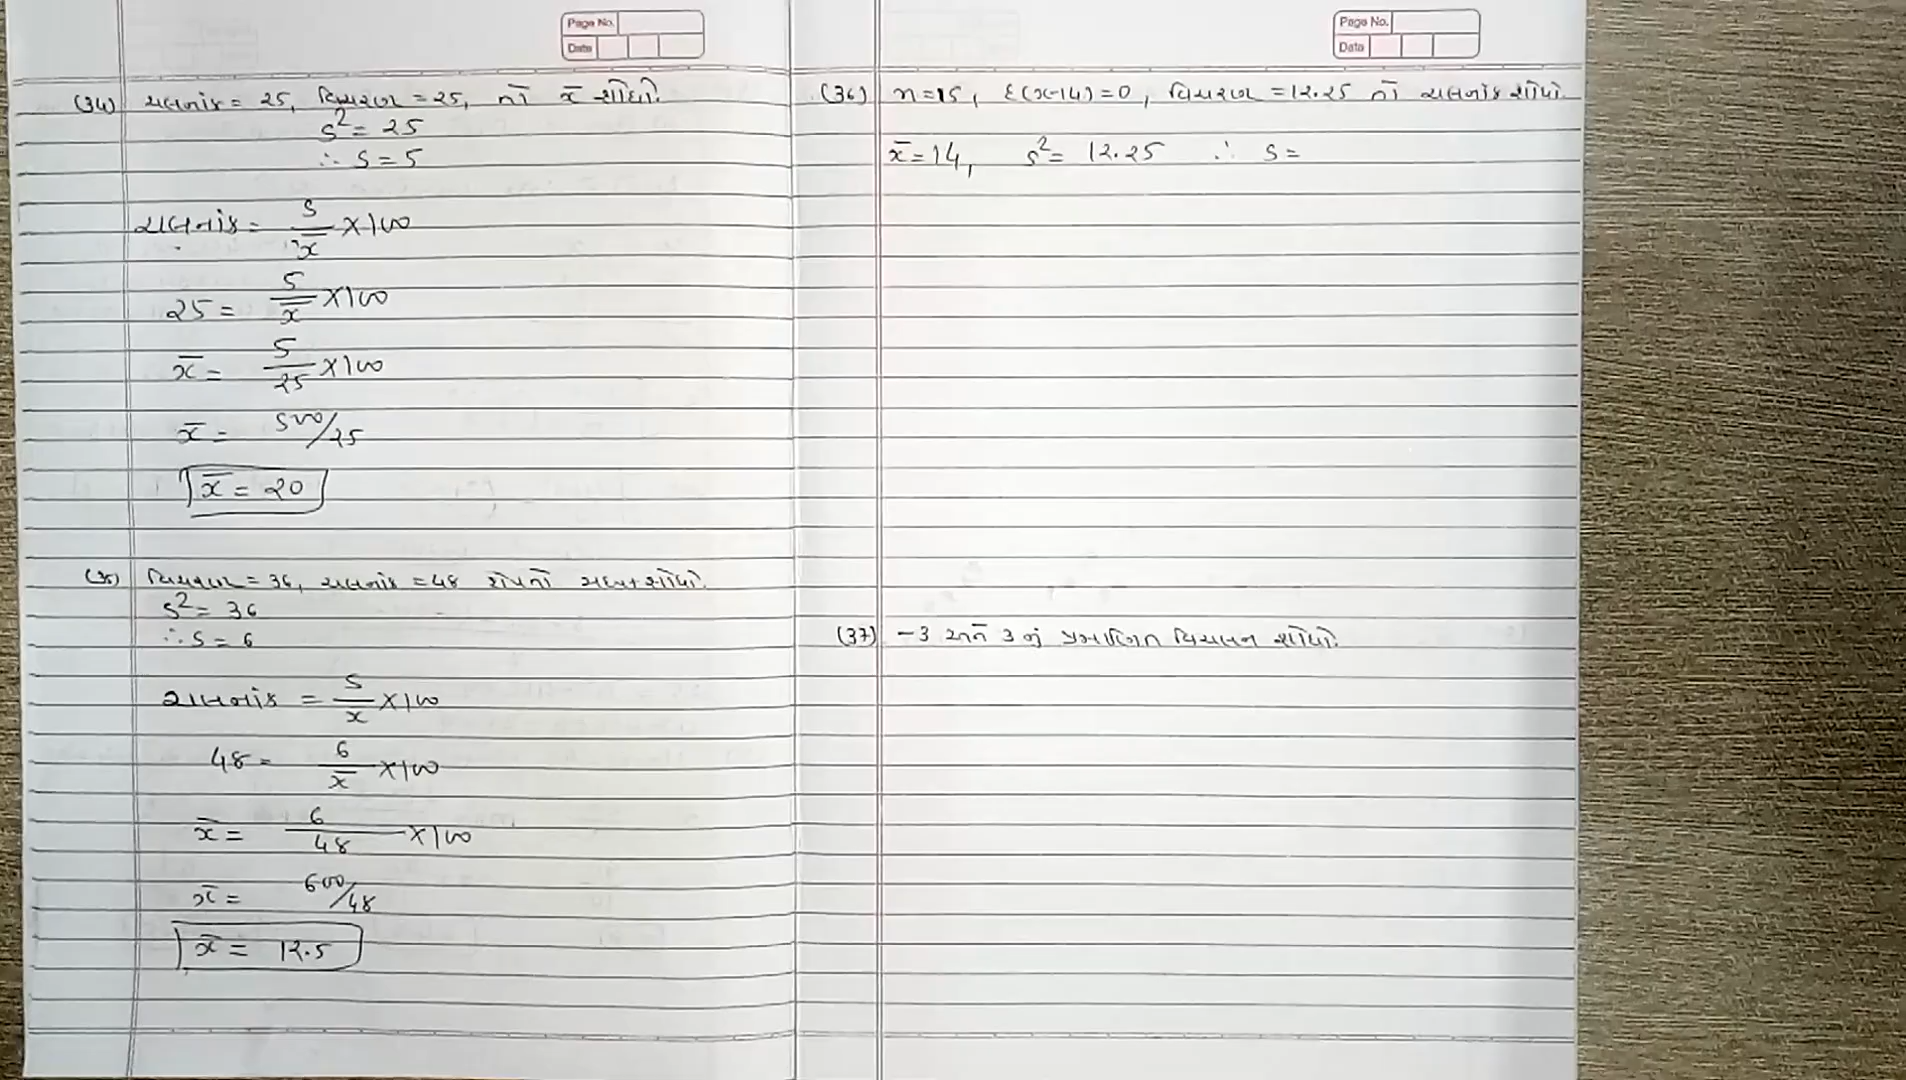 Page No.
Date
(34) ચલનાંક = 25, વિચરણ = 25, તો x̄ શોધો.
s² = 25
∴ s = 5
ચલનાંક = s/x̄ × 100
25 = 5/x̄ × 100
x̄ = 5/25 × 100
x̄ = 500/25
x̄ = 20
(35) વિચરણ = 36, ચલનાંક = 48 હોય તો મધ્યક શોધો.
s² = 36
∴ s = 6
ચલનાંક = s/x × 100
48 = 6/x̄ × 100
x̄ = 6/48 × 100
x̄ = 600/48
x̄ = 12.5
Page No.
Date
(36) n = 15, Σ(x-14) = 0, વિચરણ = 12.25 તો ચલનાંક શોધો.
x̄ = 14, s² = 12.25 ∴ s =
(37) -3 અને 3 નું પ્રમાણિત વિચલન શોધો.